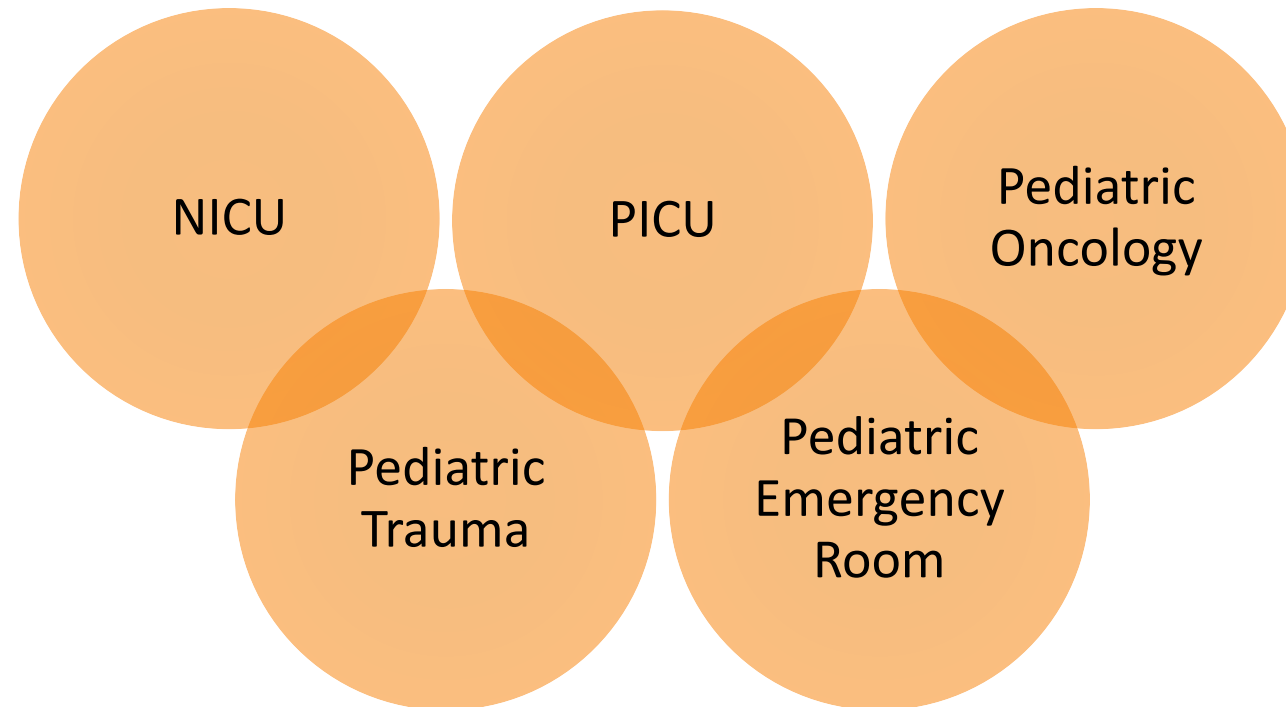 NICU
PICU
Pediatric
Oncology
Pediatric
Trauma
Pediatric
Emergency
Room